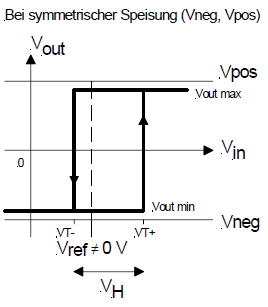 Bei symmetrischer Speisung (Vneg, Vpos)
Vout
Vpos
Vout max
Vin
0
Vout min
VT-
VT+
Vneg
Vref ≠ 0 V
VH